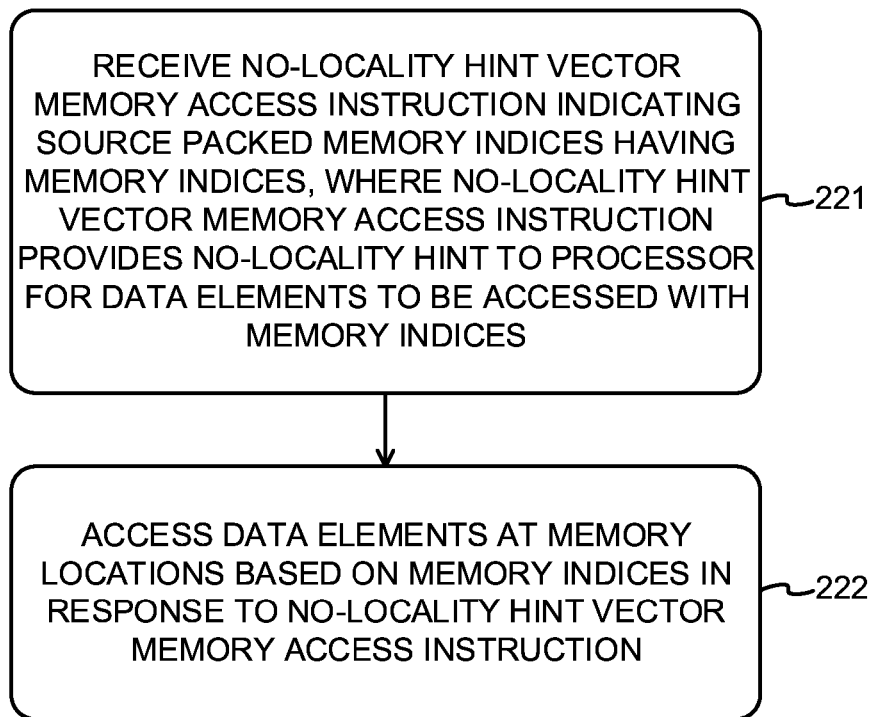 RECEIVE NO-LOCALITY HINT VECTOR
MEMORY ACCESS INSTRUCTION INDICATING
SOURCE PACKED MEMORY INDICES HAVING
MEMORY INDICES, WHERE NO-LOCALITY HINT
VECTOR MEMORY ACCESS INSTRUCTION
PROVIDES NO-LOCALITY HINT TO PROCESSOR
FOR DATA ELEMENTS TO BE ACCESSED WITH
MEMORY INDICES
221
ACCESS DATA ELEMENTS AT MEMORY
LOCATIONS BASED ON MEMORY INDICES IN
RESPONSE TO NO-LOCALITY HINT VECTOR
MEMORY ACCESS INSTRUCTION
222